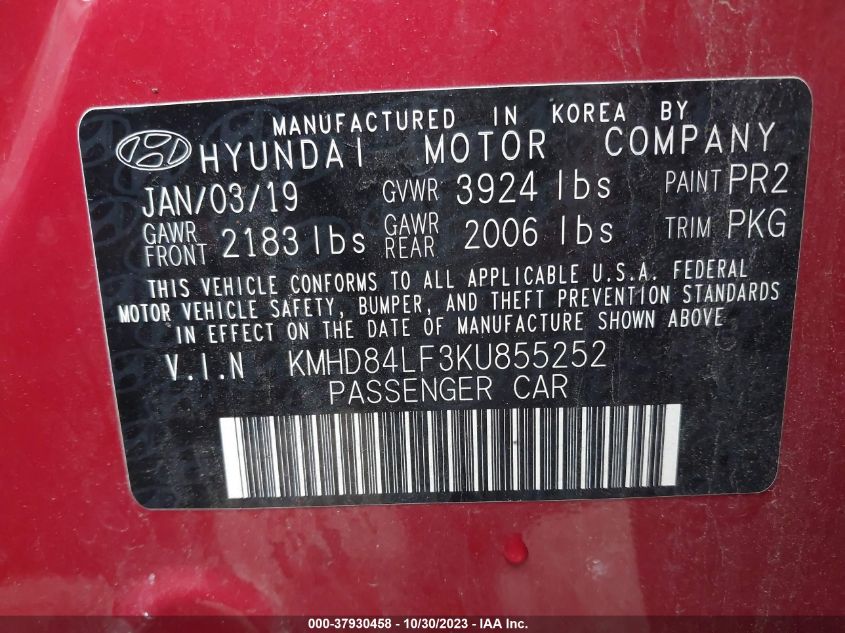 MANUFACTURED IN KOREA BY
HYUNDAI MOTOR COMPANY
JAN/03/19 GVWR 3924 lbs PAINT PR2
GAWR FRONT 2183 lbs GAWR REAR 2006 lbs TRIM PKG
THIS VEHICLE CONFORMS TO ALL APPLICABLE U.S.A. FEDERAL
MOTOR VEHICLE SAFETY, BUMPER, AND THEFT PREVENTION STANDARDS
IN EFFECT ON THE DATE OF MANUFACTURE SHOWN ABOVE
V.I.N KMHD84LF3KU855252
PASSENGER CAR
000-37930458 - 10/30/2023 - IAA Inc.